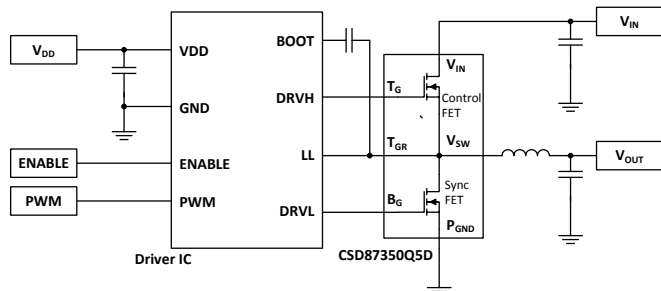 VDD
VDD
GND
ENABLE
ENABLE
PWM
PWM
BOOT
DRVH
LL
DRVL
Driver IC
TG
TGR
BG
VIN
Control
FET
VSW
Sync
FET
PGND
CSD87350Q5D
VIN
VOUT